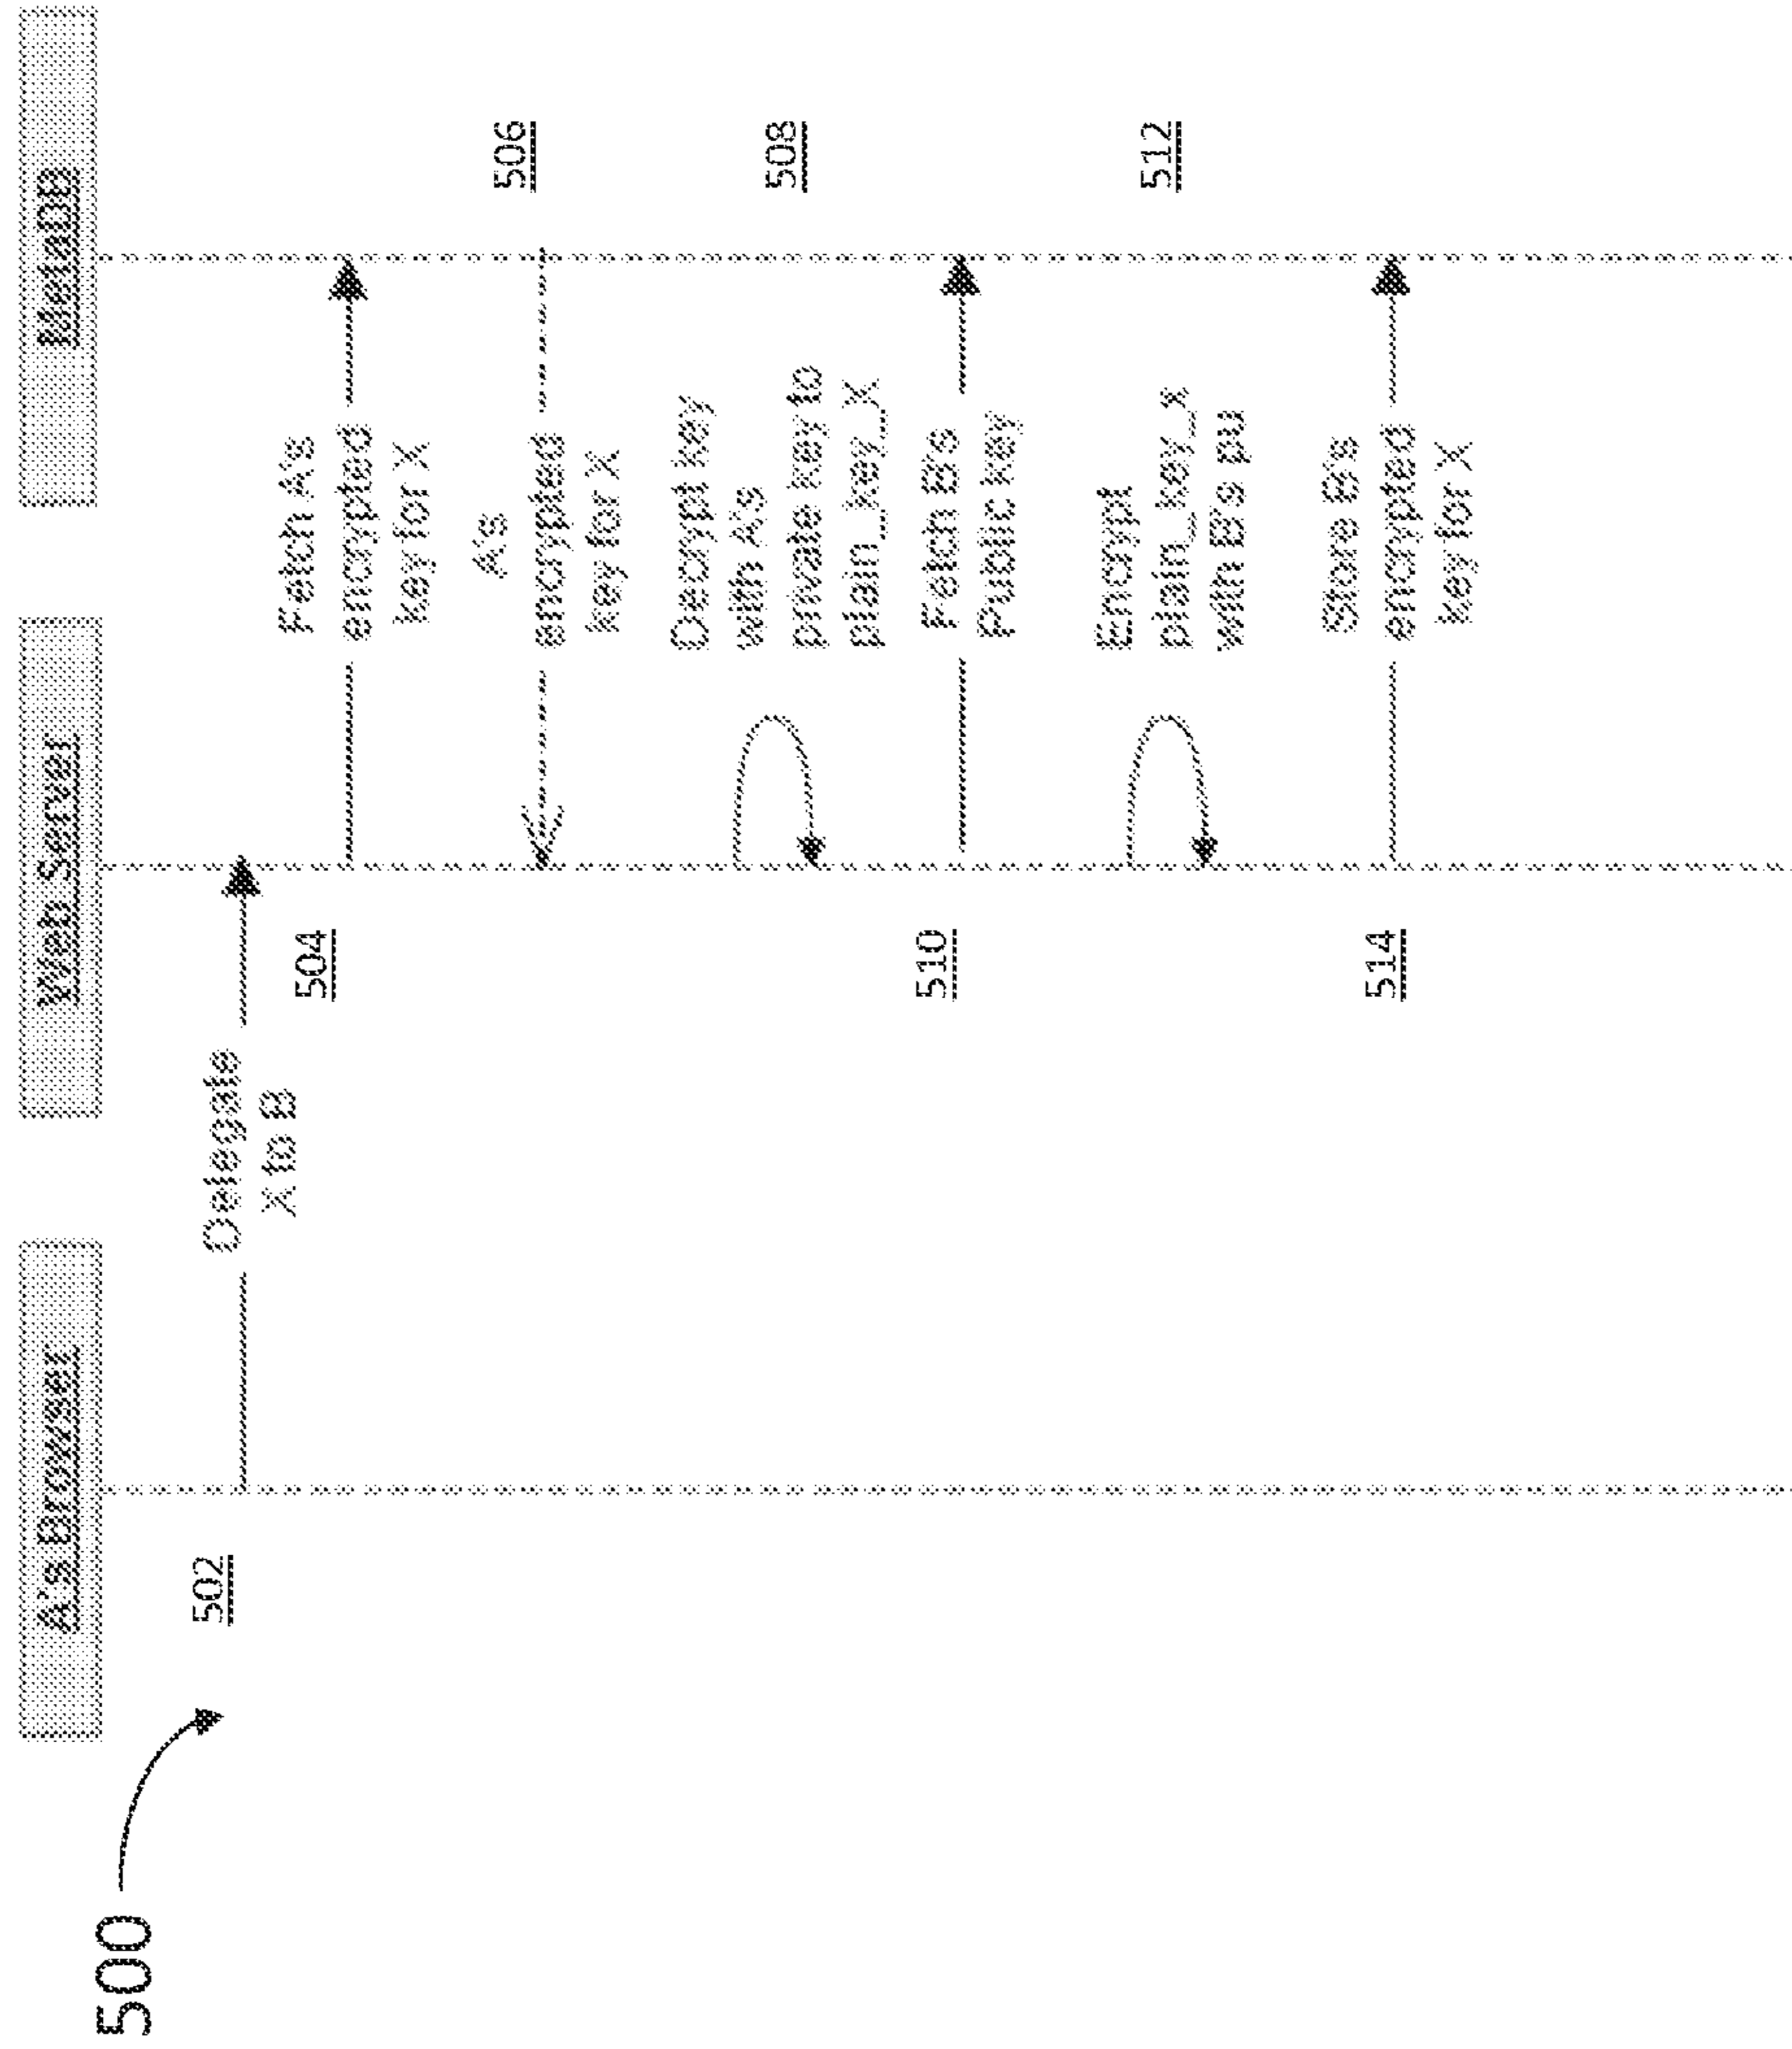 500
A's Browser
Web Server
MetaDB
502
Delegate
X to B
504
Fetch A's
encrypted
key for X
506
A's
encrypted
key for X
508
Decrypt key
with A's
private key to
plain_key_X
510
Fetch B's
Public key
512
Encrypt
plain_key_x
with B's pu
514
Store B's
encrypted
key for X